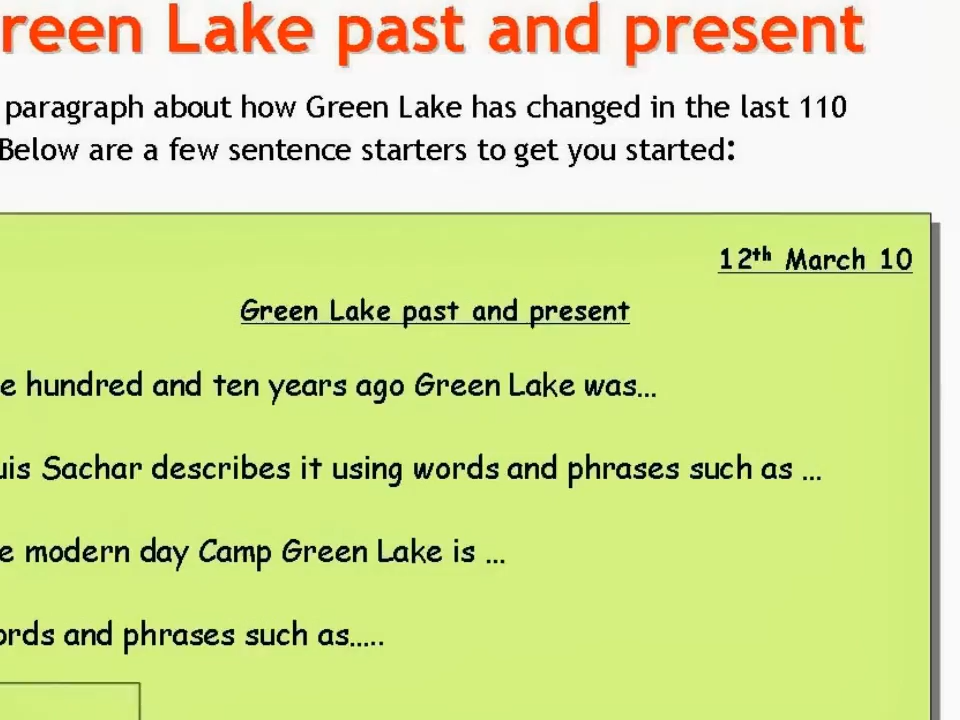 reen Lake past and present
paragraph about how Green Lake has changed in the last 110
Below are a few sentence starters to get you started:
12th March 10
Green Lake past and present
e hundred and ten years ago Green Lake was…
uis Sachar describes it using words and phrases such as …
e modern day Camp Green Lake is …
ords and phrases such as…..